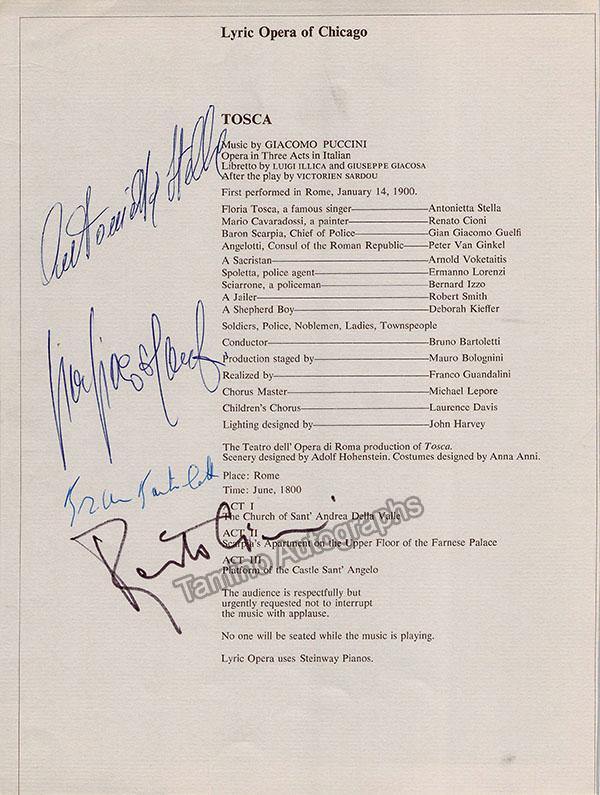 Lyric Opera of Chicago
TOSCA
Music by GIACOMO PUCCINI
Opera in Three Acts in Italian
Libretto by LUIGI ILLICA and GIUSEPPE GIACOSA
After the play by VICTORIEN SARDOU
First performed in Rome, January 14, 1900.
Floria Tosca, a famous singer—Antonietta Stella
Mario Cavaradossi, a painter—Renato Cioni
Baron Scarpia, Chief of Police—Gian Giacomo Guelfi
Angelotti, Consul of the Roman Republic—Peter Van Ginkel
A Sacristan—Arnold Voketaitis
Spoletta, police agent—Ermanno Lorenzi
Sciarrone, a policeman—Bernard Izzo
A Jailer—Robert Smith
A Shepherd Boy—Deborah Kieffer
Soldiers, Police, Noblemen, Ladies, Townspeople
Conductor—Bruno Bartoletti
Production staged by—Mauro Bolognini
Realized by—Franco Guandalini
Chorus Master—Michael Lepore
Children's Chorus—Laurence Davis
Lighting designed by—John Harvey
The Teatro dell' Opera di Roma production of Tosca.
Scenery designed by Adolf Hohenstein. Costumes designed by Anna Anni.
Place: Rome
Time: June, 1800
ACT I
The Church of Sant' Andrea Della Valle
ACT II
Scarpia's Apartment on the Upper Floor of the Farnese Palace
ACT III
Platform of the Castle Sant' Angelo
The audience is respectfully but
urgently requested not to interrupt
the music with applause.
No one will be seated while the music is playing.
Lyric Opera uses Steinway Pianos.
Antonietta Stella
Tamino Autographs